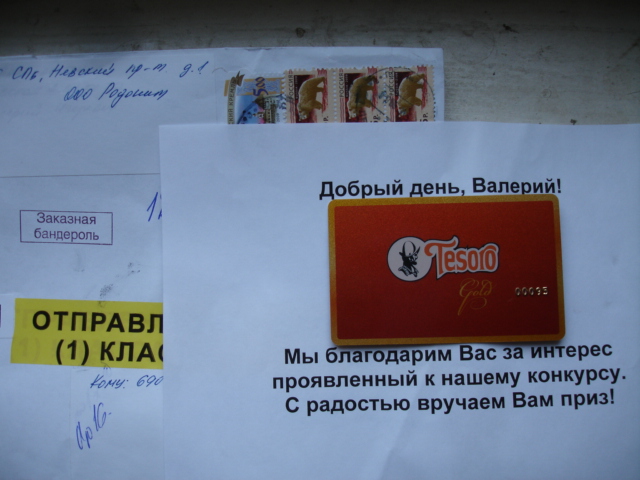 СПб, Невский пр-т д.1
ООО Родонит
500
Заказная
бандероль
ОТПРАВЛ
(1) КЛАС
Кому: 690
Добрый день, Валерий!
Tesoro
Gold
00093
Мы благодарим Вас за интерес
проявленный к нашему конкурсу.
С радостью вручаем Вам приз!